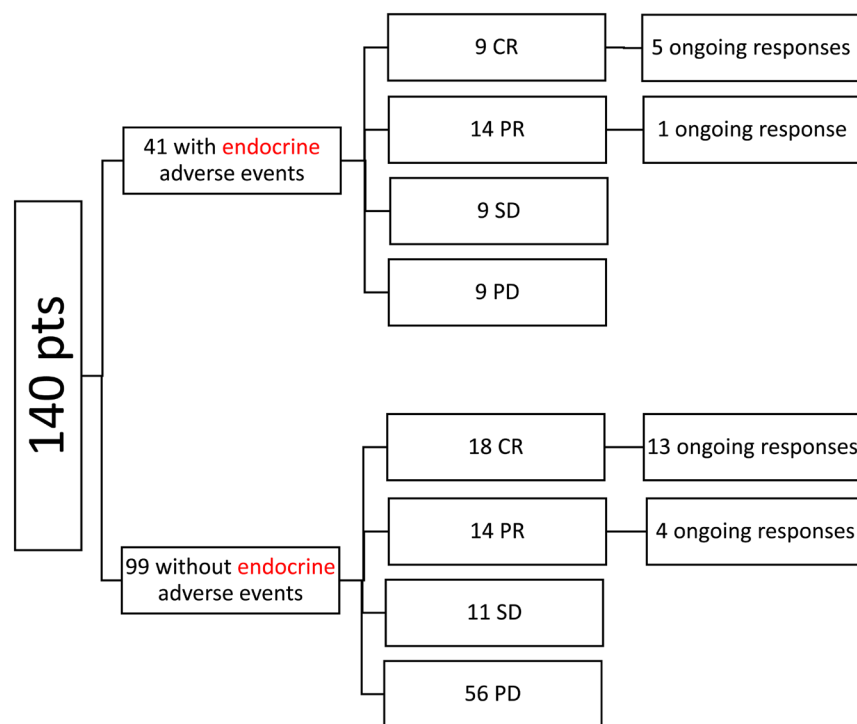 140 pts
41 with endocrine
adverse events
9 CR
5 ongoing responses
14 PR
1 ongoing response
9 SD
9 PD
99 without endocrine
adverse events
18 CR
13 ongoing responses
14 PR
4 ongoing responses
11 SD
56 PD